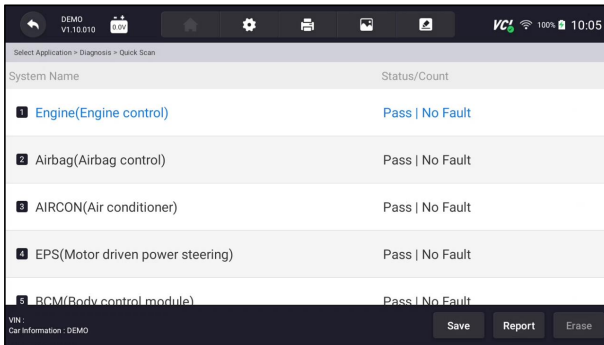 DEMO
V1.10.010
0.0V
VCI
100%
10:05
Select Application > Diagnosis > Quick Scan
System Name Status/Count
1 Engine(Engine control) Pass | No Fault
2 Airbag(Airbag control) Pass | No Fault
3 AIRCON(Air conditioner) Pass | No Fault
4 EPS(Motor driven power steering) Pass | No Fault
5 BCM(Body control module) Pass | No Fault
VIN :
Car Information : DEMO
Save Report Erase